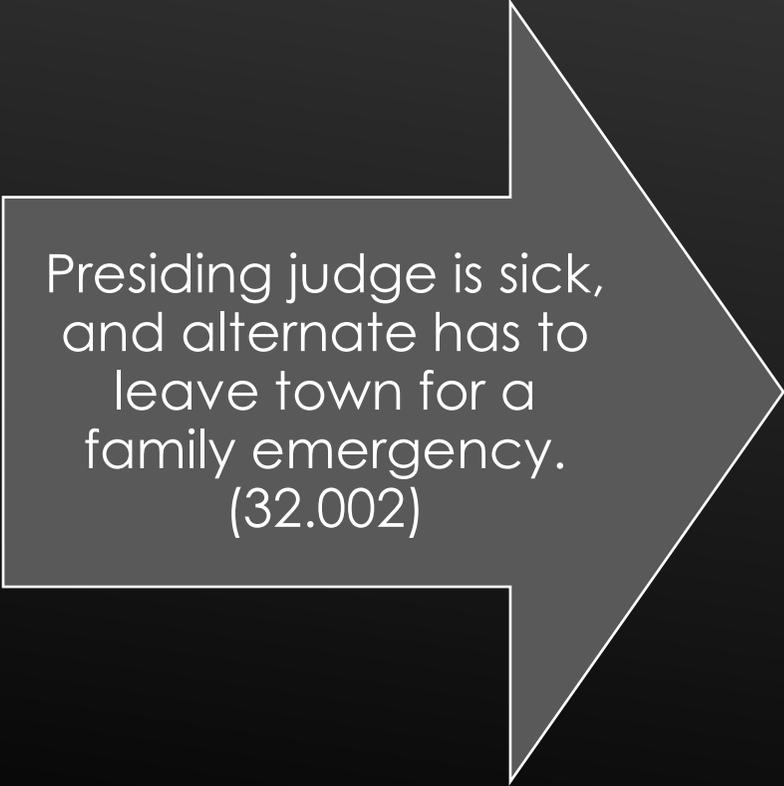 Presiding judge is sick,
and alternate has to
leave town for a
family emergency.
(32.002)